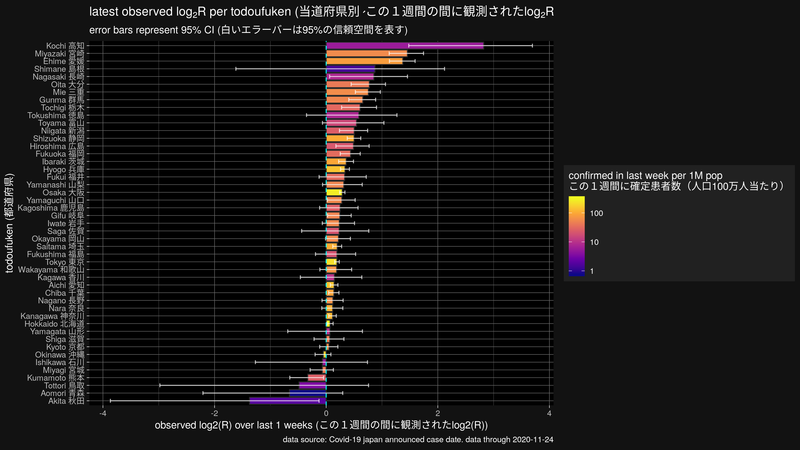 latest observed log₂R per todoufuken (当道府県別 この１週間の間に観測されたlog₂R
error bars represent 95% CI (白いエラーバーは95%の信頼空間を表す)
todoufuken (都道府県)
Kochi 高知
Miyazaki 宮崎
Ehime 愛媛
Shimane 島根
Nagasaki 長崎
Oita 大分
Mie 三重
Gunma 群馬
Tochigi 栃木
Tokushima 徳島
Toyama 富山
Niigata 新潟
Shizuoka 静岡
Hiroshima 広島
Fukuoka 福岡
Ibaraki 茨城
Hyogo 兵庫
Fukui 福井
Yamanashi 山梨
Osaka 大阪
Yamaguchi 山口
Kagoshima 鹿児島
Gifu 岐阜
Iwate 岩手
Saga 佐賀
Okayama 岡山
Saitama 埼玉
Fukushima 福島
Tokyo 東京
Wakayama 和歌山
Kagawa 香川
Aichi 愛知
Chiba 千葉
Nagano 長野
Nara 奈良
Kanagawa 神奈川
Hokkaido 北海道
Yamagata 山形
Shiga 滋賀
Kyoto 京都
Okinawa 沖縄
Ishikawa 石川
Miyagi 宮城
Kumamoto 熊本
Tottori 鳥取
Aomori 青森
Akita 秋田
-4 -2 0 2 4
observed log2(R) over last 1 weeks (この１週間の間に観測されたlog2(R))
data source: Covid-19 japan announced case date. data through 2020-11-24
confirmed in last week per 1M pop
この１週間に確定患者数（人口100万人当たり）
100
10
1